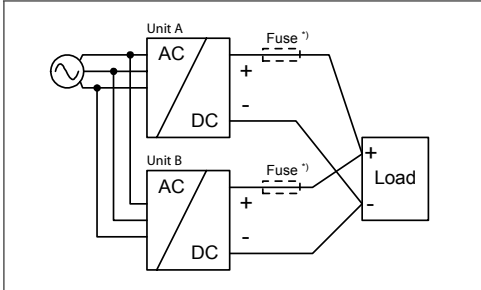 Unit A
AC
DC
Fuse *)
+
-
Unit B
AC
DC
Fuse *)
+
-
+
-
Load